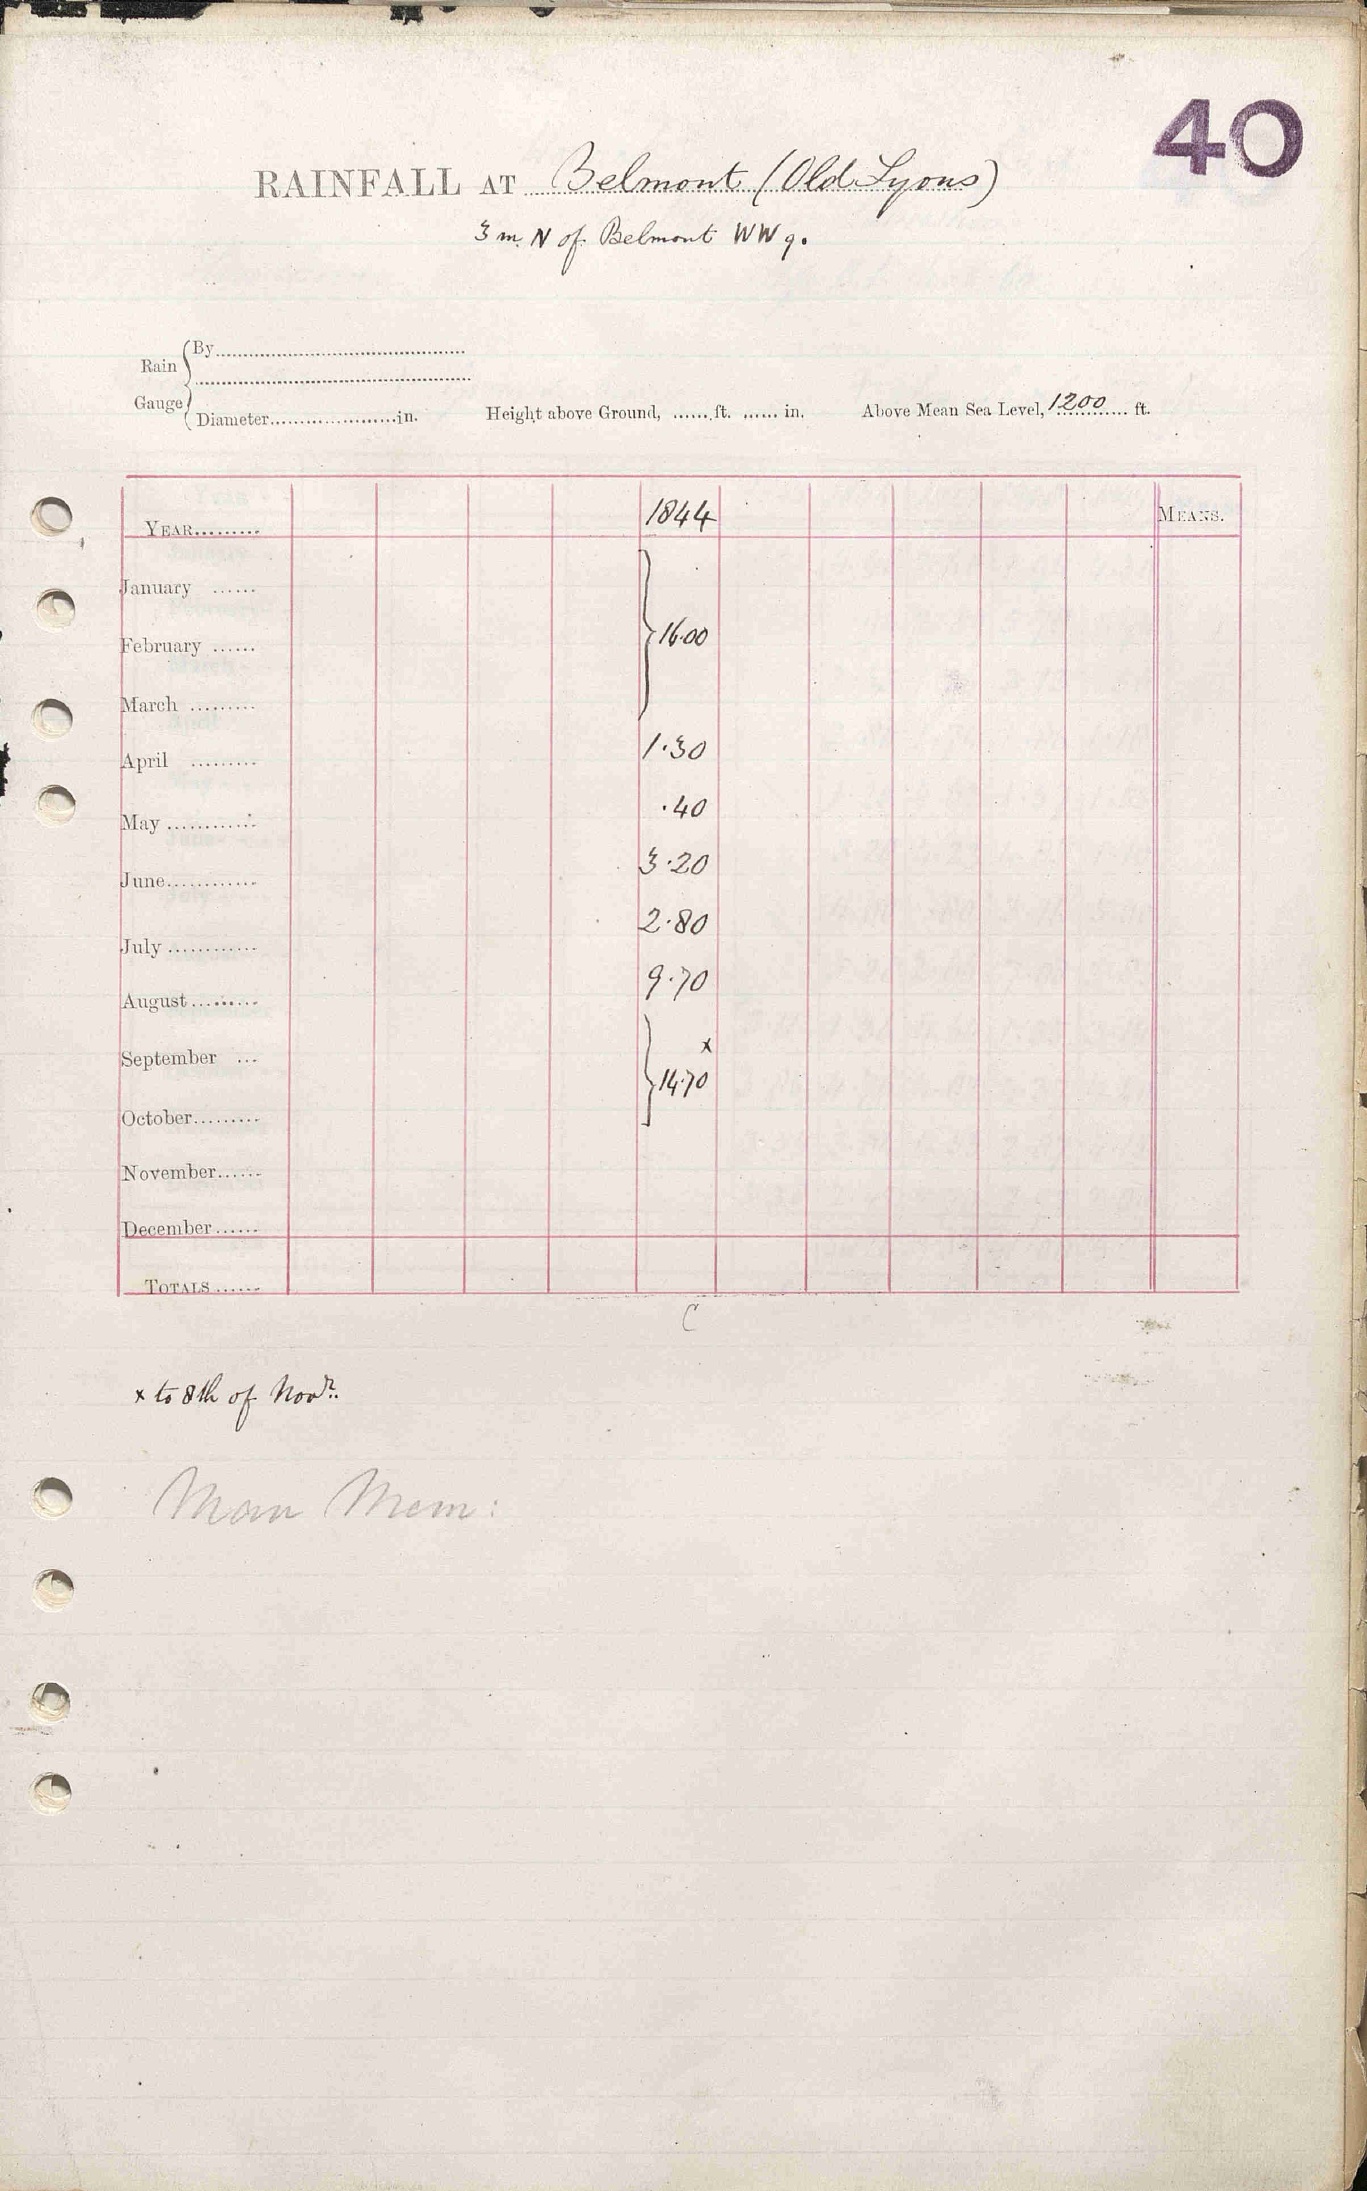 40
RAINFALL AT Belmont (Old Lyons)
3 m. N of Belmont WW g.
Rain Gauge { By
Diameter in. Height above Ground, ft. in. Above Mean Sea Level, 1200 ft.
YEAR 1844 MEANS.
January
February } 16.00
March
April 1.30
May .40
June 3.20
July 2.80
August 9.70
September x
} 14.70
October
November
December
TOTALS
C
x to 8th of Novr.
Man Mem: